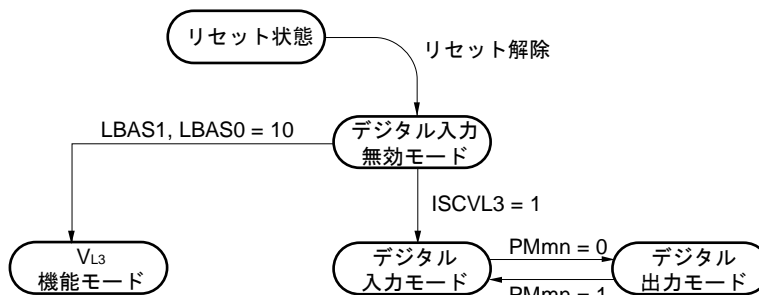 リセット状態
リセット解除
デジタル入力
無効モード
LBAS1, LBAS0 = 10
ISCVL3 = 1
VL3
機能モード
デジタル
入力モード
PMmn = 0
PMmn = 1
デジタル
出力モード